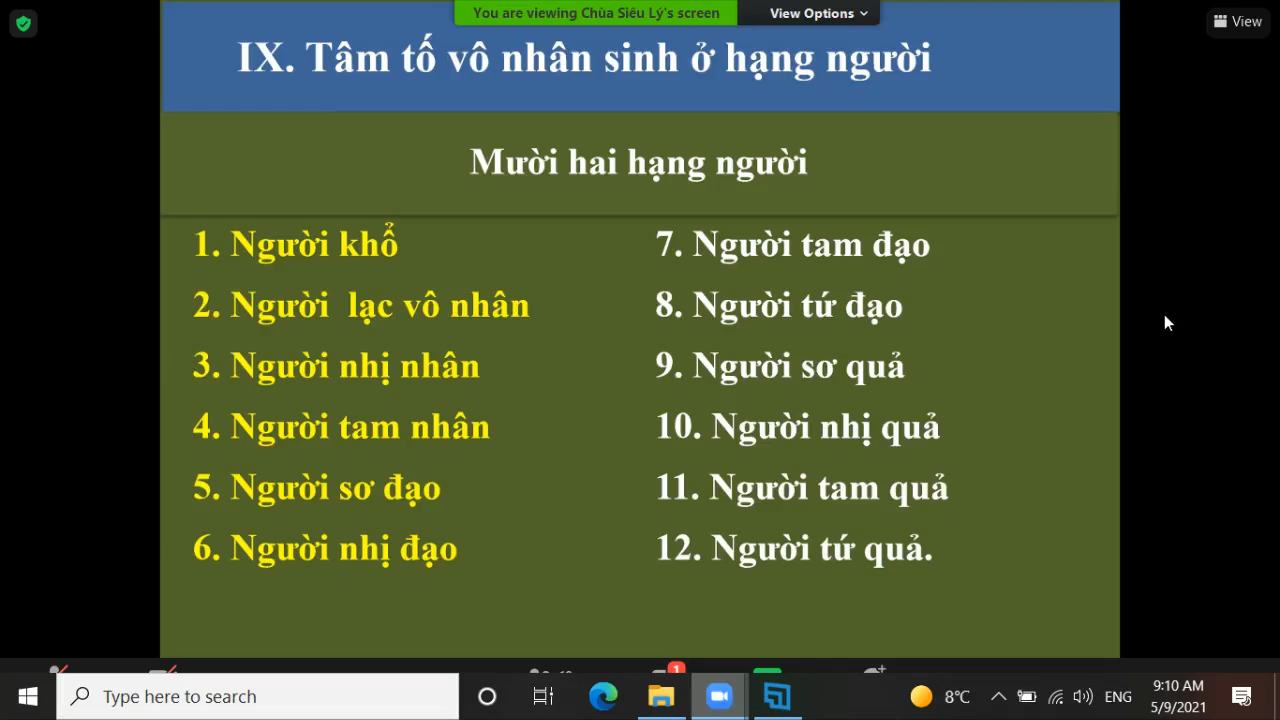 You are viewing Chùa Siêu Lý's screen
View Options
View
IX. Tâm tố vô nhân sinh ở hạng người
Mười hai hạng người
1. Người khổ
2. Người lạc vô nhân
3. Người nhị nhân
4. Người tam nhân
5. Người sơ đạo
6. Người nhị đạo
7. Người tam đạo
8. Người tứ đạo
9. Người sơ quả
10. Người nhị quả
11. Người tam quả
12. Người tứ quả.
1
Type here to search
8°C
ENG
9:10 AM
5/9/2021